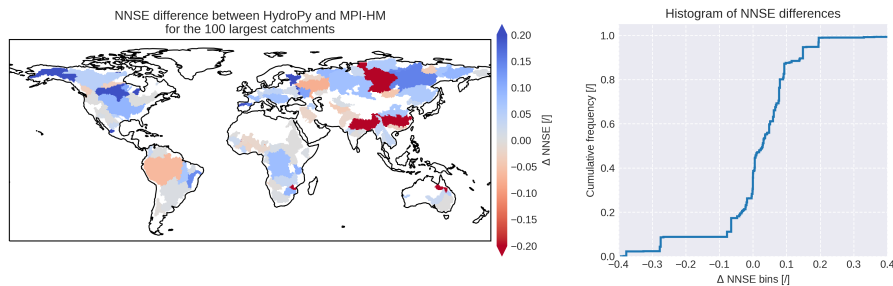 NNSE difference between HydroPy and MPI-HM
for the 100 largest catchments
0.20
0.15
0.10
0.05
0.00
−0.05
−0.10
−0.15
−0.20
Δ NNSE [/]
Histogram of NNSE differences
Cumulative frequency [/]
1.0
0.8
0.6
0.4
0.2
0.0
−0.4 −0.3 −0.2 −0.1 0.0 0.1 0.2 0.3 0.4
Δ NNSE bins [/]